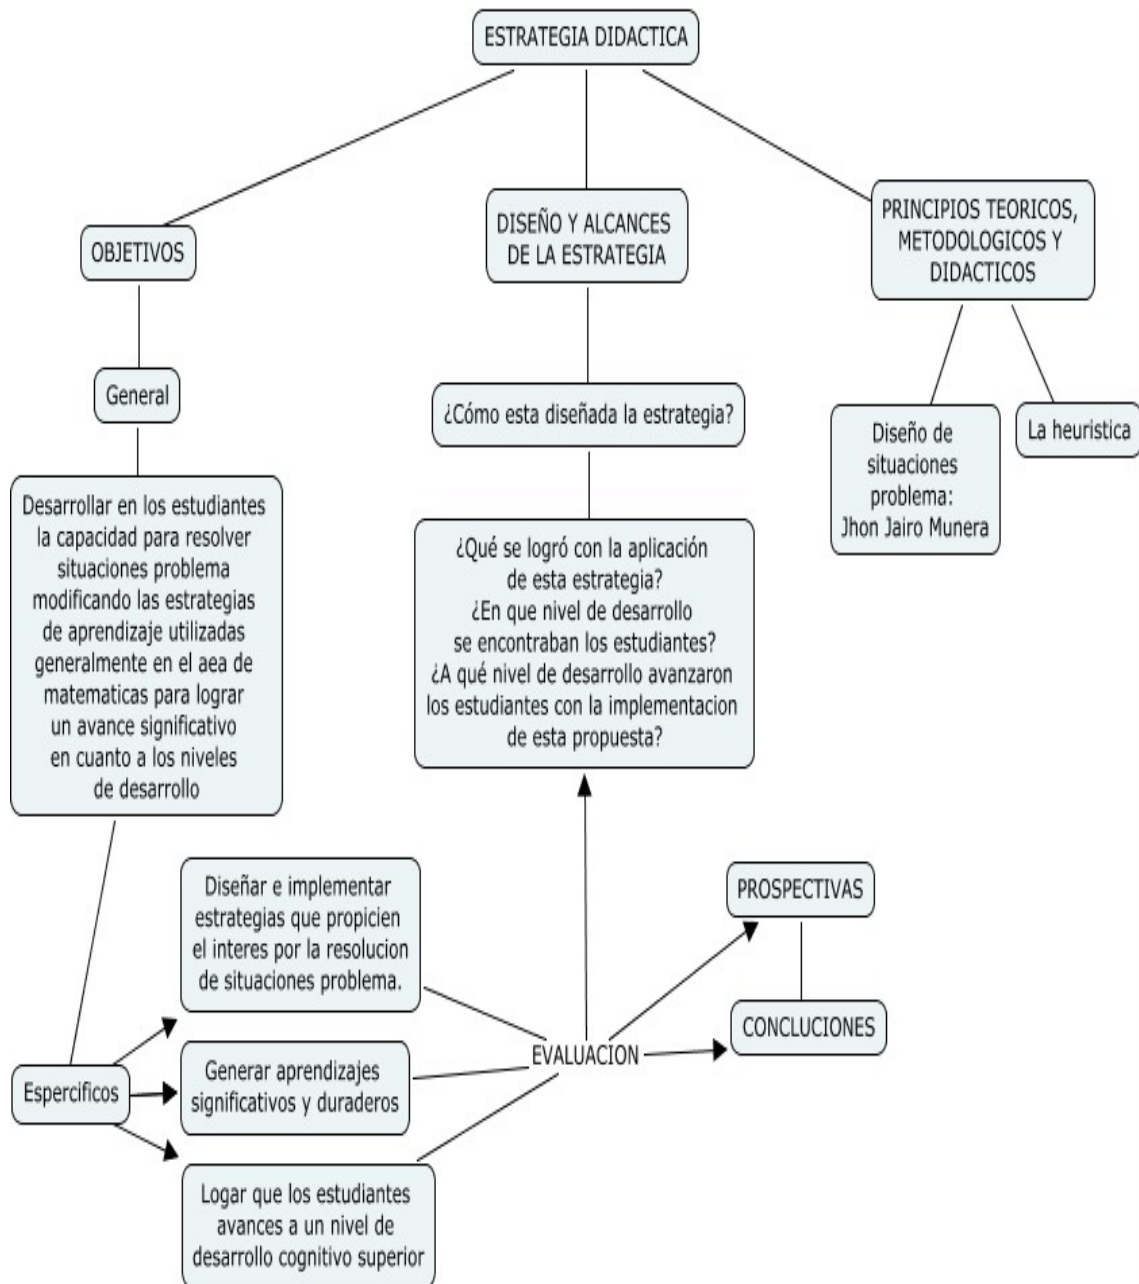 ESTRATEGIA DIDACTICA
OBJETIVOS
DISEÑO Y ALCANCES
DE LA ESTRATEGIA
PRINCIPIOS TEORICOS,
METODOLOGICOS Y
DIDACTICOS
General
¿Cómo esta diseñada la estrategia?
Diseño de
situaciones
problema:
Jhon Jairo Munera
La heuristica
Desarrollar en los estudiantes
la capacidad para resolver
situaciones problema
modificando las estrategias
de aprendizaje utilizadas
generalmente en el aea de
matematicas para lograr
un avance significativo
en cuanto a los niveles
de desarrollo
¿Qué se logró con la aplicación
de esta estrategia?
¿En que nivel de desarrollo
se encontraban los estudiantes?
¿A qué nivel de desarrollo avanzaron
los estudiantes con la implementacion
de esta propuesta?
Diseñar e implementar
estrategias que propicien
el interes por la resolucion
de situaciones problema.
PROSPECTIVAS
CONCLUCIONES
EVALUACION
Espercificos
Generar aprendizajes
significativos y duraderos
Logar que los estudiantes
avances a un nivel de
desarrollo cognitivo superior